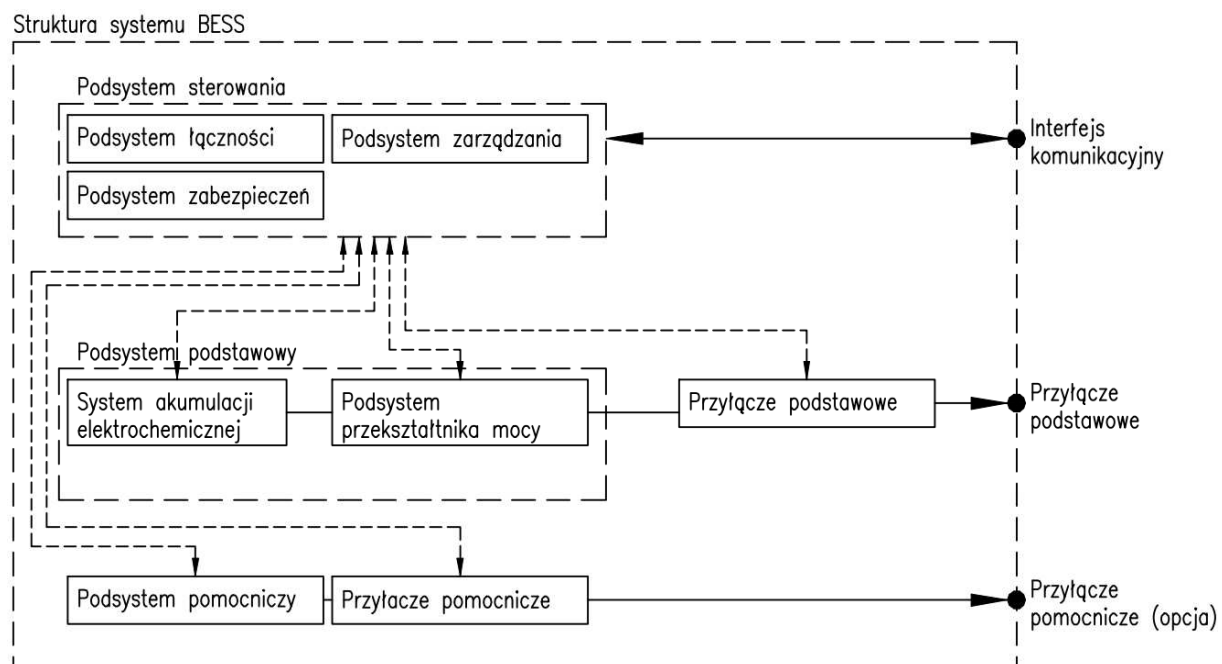 Struktura systemu BESS
Podsystem sterowania
Podsystem łączności
Podsystem zarządzania
Podsystem zabezpieczeń
Interfejs
komunikacyjny
Podsystem podstawowy
System akumulacji
elektrochemicznej
Podsystem
przekształtnika mocy
Przyłącze podstawowe
Przyłącze
podstawowe
Podsystem pomocniczy
Przyłacze pomocnicze
Przyłącze
pomocnicze (opcja)